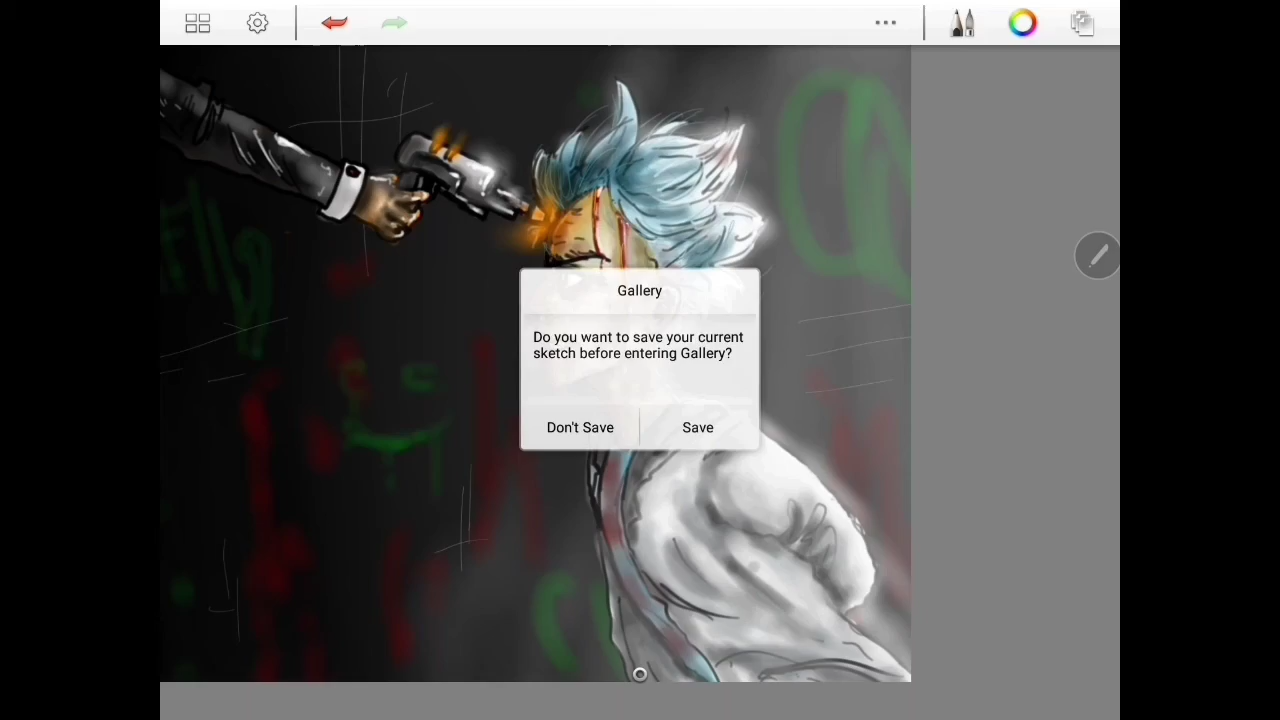 Gallery
Do you want to save your current
sketch before entering Gallery?
Don't Save
Save